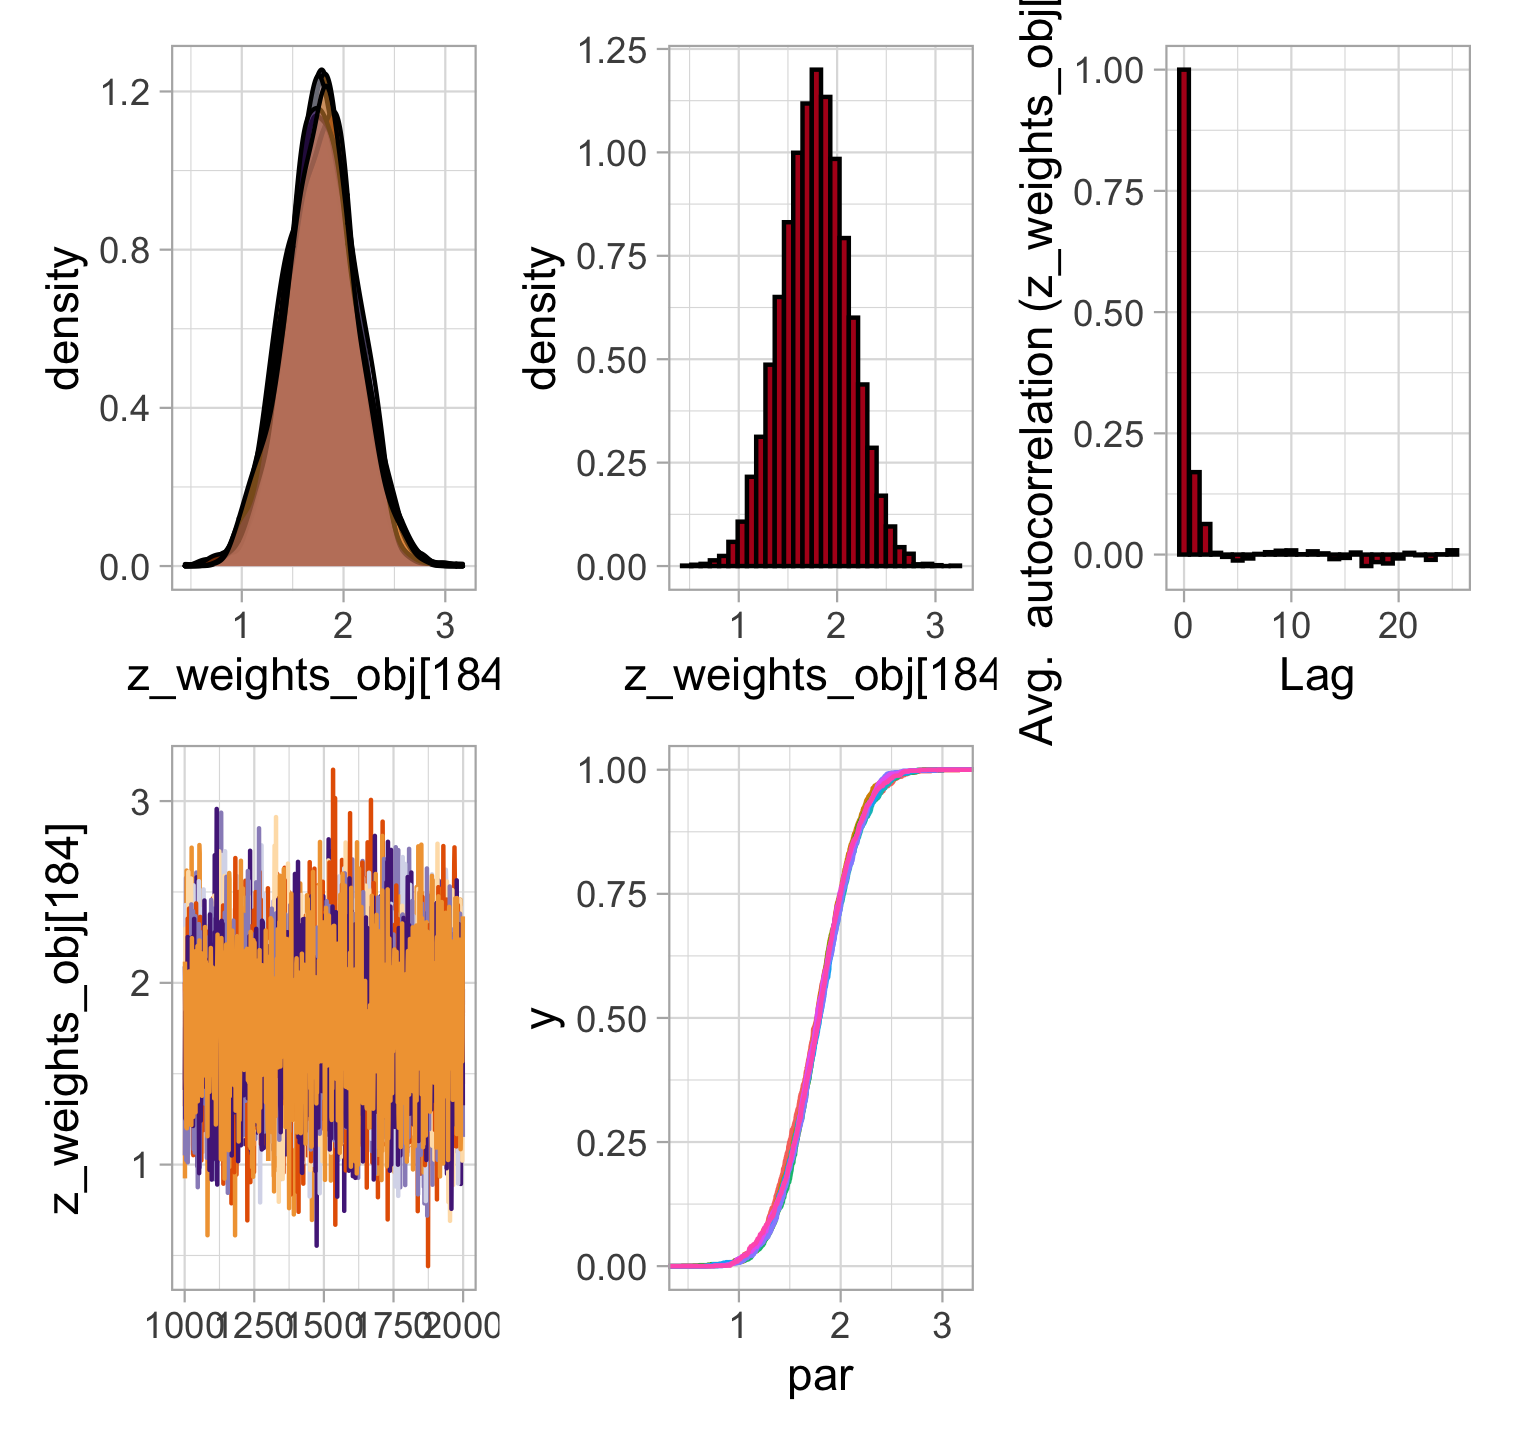 density
1.2
0.8
0.4
0.0
1 2 3
z_weights_obj[184
density
1.25
1.00
0.75
0.50
0.25
0.00
1 2 3
z_weights_obj[184
Avg. autocorrelation (z_weights_obj[
1.00
0.75
0.50
0.25
0.00
0 10 20
Lag
z_weights_obj[184]
3
2
1
1000 1250 1500 1750 2000
y
1.00
0.75
0.50
0.25
0.00
1 2 3
par